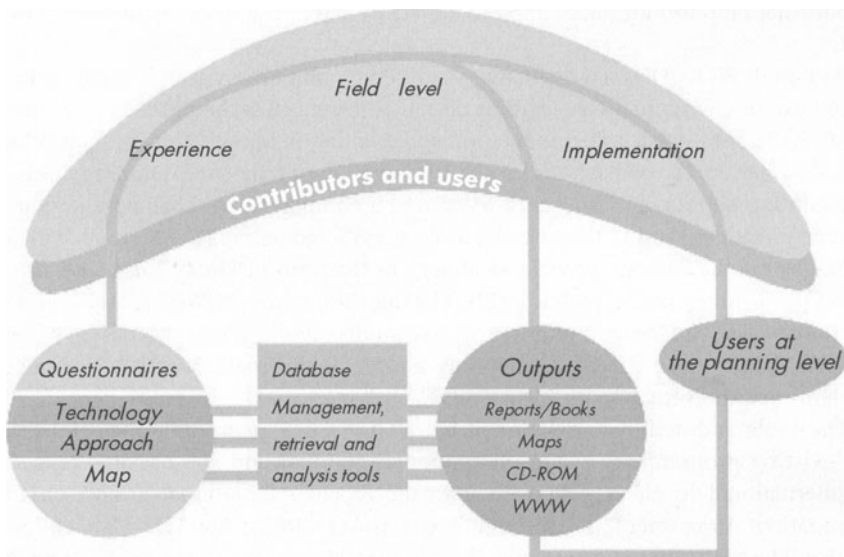 Field level
Experience
Implementation
Contributors and users
Questionnaires
Technology
Approach
Map
Database
Management,
retrieval and
analysis tools
Outputs
Reports/Books
Maps
CD-ROM
WWW
Users at
the planning level